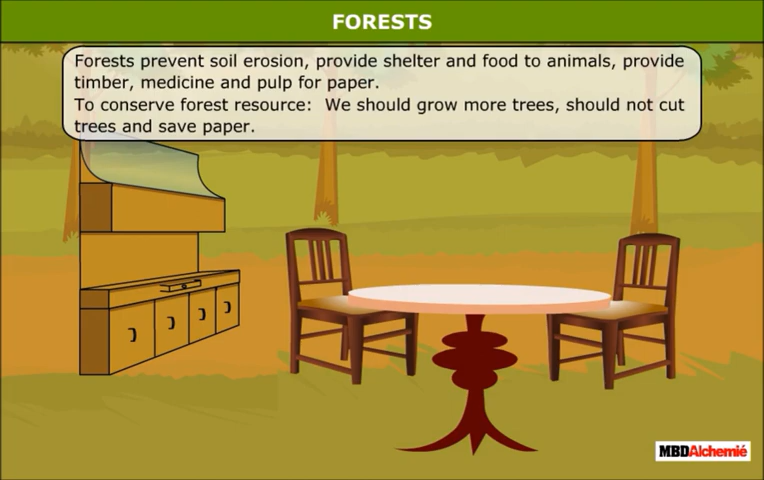 FORESTS
Forests prevent soil erosion, provide shelter and food to animals, provide
timber, medicine and pulp for paper.
To conserve forest resource:  We should grow more trees, should not cut
trees and save paper.
MBDAlchemié